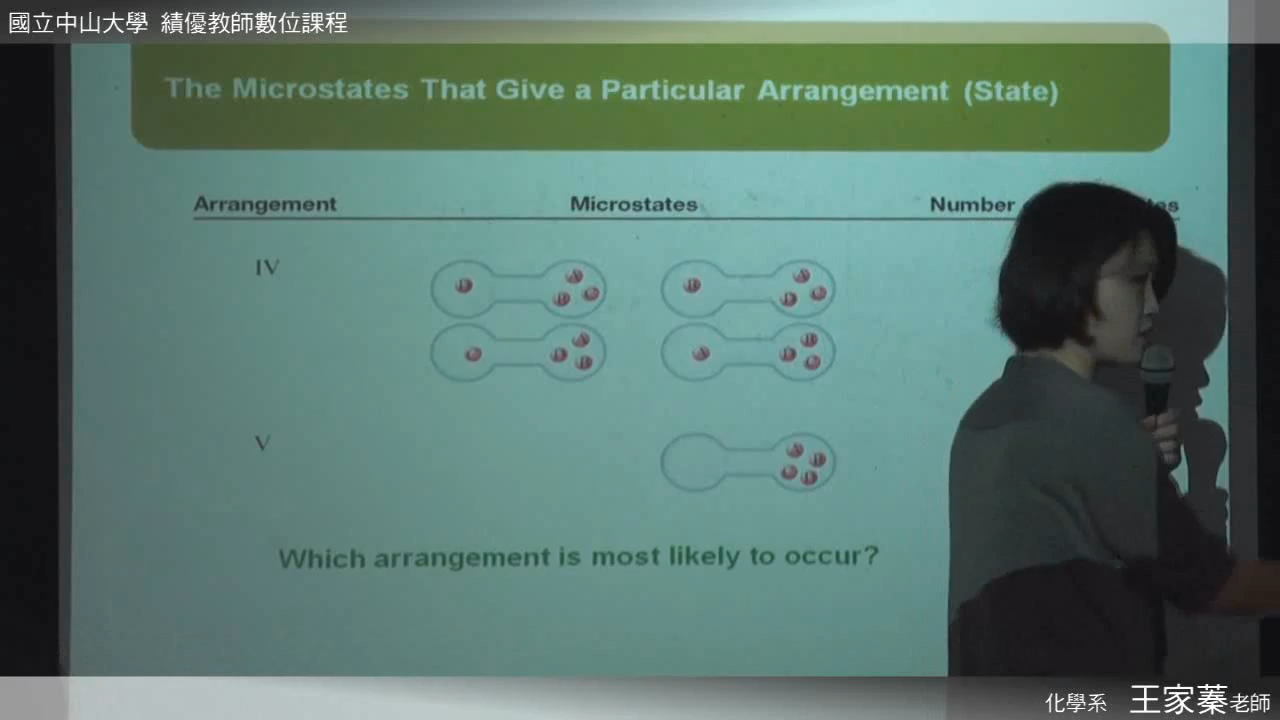 國立中山大學 績優教師數位課程
The Microstates That Give a Particular Arrangement (State)
Arrangement Microstates Number
IV
V
Which arrangement is most likely to occur?
化學系 王家蓁老師